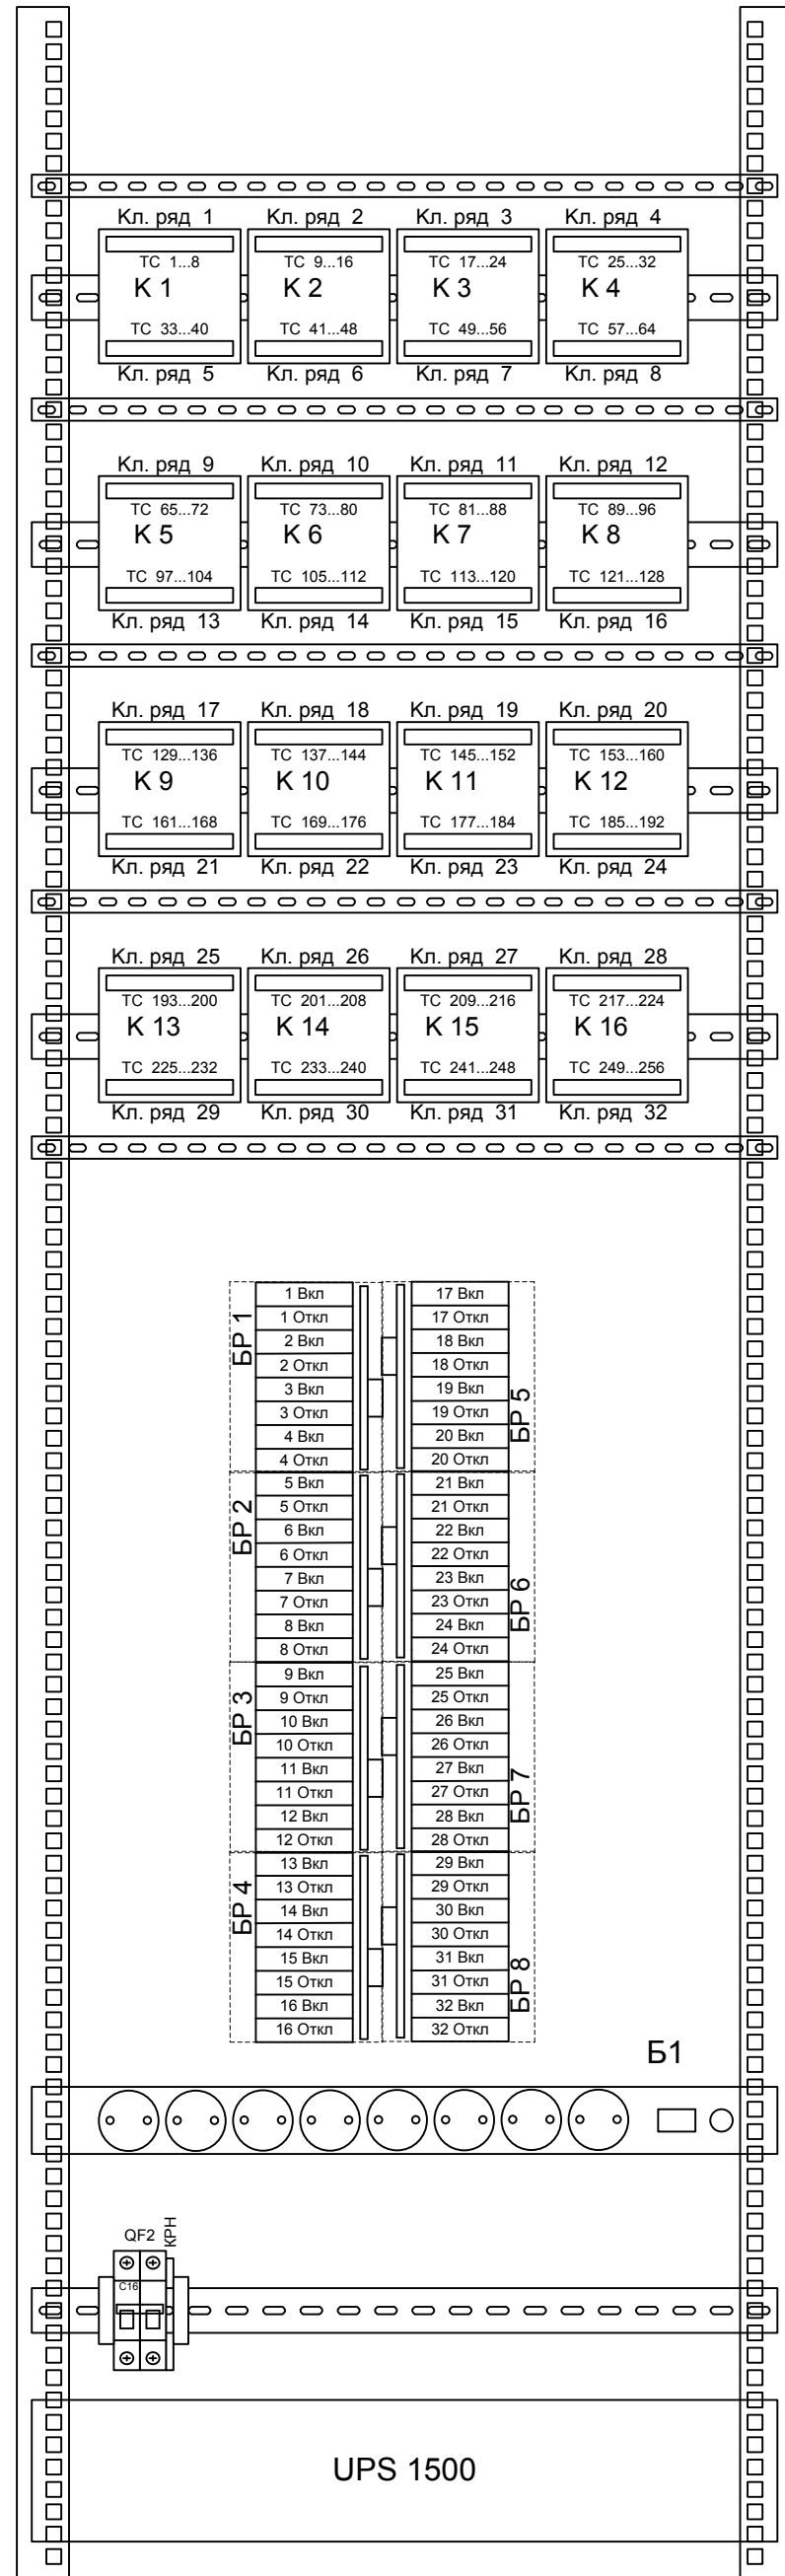 Кл. ряд 1 Кл. ряд 2 Кл. ряд 3 Кл. ряд 4
ТС 1...8 ТС 9...16 ТС 17...24 ТС 25...32
К 1 К 2 К 3 К 4
ТС 33...40 ТС 41...48 ТС 49...56 ТС 57...64
Кл. ряд 5 Кл. ряд 6 Кл. ряд 7 Кл. ряд 8
Кл. ряд 9 Кл. ряд 10 Кл. ряд 11 Кл. ряд 12
ТС 65...72 ТС 73...80 ТС 81...88 ТС 89...96
К 5 К 6 К 7 К 8
ТС 97...104 ТС 105...112 ТС 113...120 ТС 121...128
Кл. ряд 13 Кл. ряд 14 Кл. ряд 15 Кл. ряд 16
Кл. ряд 17 Кл. ряд 18 Кл. ряд 19 Кл. ряд 20
ТС 129...136 ТС 137...144 ТС 145...152 ТС 153...160
К 9 К 10 К 11 К 12
ТС 161...168 ТС 169...176 ТС 177...184 ТС 185...192
Кл. ряд 21 Кл. ряд 22 Кл. ряд 23 Кл. ряд 24
Кл. ряд 25 Кл. ряд 26 Кл. ряд 27 Кл. ряд 28
ТС 193...200 ТС 201...208 ТС 209...216 ТС 217...224
К 13 К 14 К 15 К 16
ТС 225...232 ТС 233...240 ТС 241...248 ТС 249...256
Кл. ряд 29 Кл. ряд 30 Кл. ряд 31 Кл. ряд 32
БР 1
1 Вкл
1 Откл
2 Вкл
2 Откл
3 Вкл
3 Откл
4 Вкл
4 Откл
БР 2
5 Вкл
5 Откл
6 Вкл
6 Откл
7 Вкл
7 Откл
8 Вкл
8 Откл
БР 3
9 Вкл
9 Откл
10 Вкл
10 Откл
11 Вкл
11 Откл
12 Вкл
12 Откл
БР 4
13 Вкл
13 Откл
14 Вкл
14 Откл
15 Вкл
15 Откл
16 Вкл
16 Откл
17 Вкл
17 Откл
18 Вкл
18 Откл
19 Вкл
19 Откл
20 Вкл
20 Откл
БР 5
21 Вкл
21 Откл
22 Вкл
22 Откл
23 Вкл
23 Откл
24 Вкл
24 Откл
БР 6
25 Вкл
25 Откл
26 Вкл
26 Откл
27 Вкл
27 Откл
28 Вкл
28 Откл
БР 7
29 Вкл
29 Откл
30 Вкл
30 Откл
31 Вкл
31 Откл
32 Вкл
32 Откл
БР 8
Б1
QF2
КРН
C16
UPS 1500